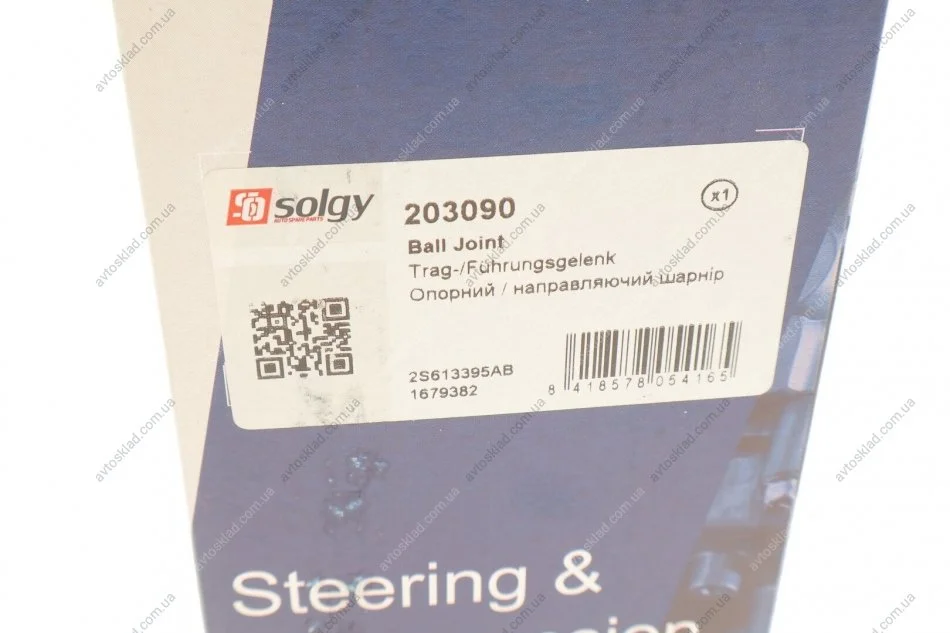 solgy
AUTO SPARE PARTS
203090
x1
Ball Joint
Trag-/Führungsgelenk
Опорний / направляючий шарнір
2S613395AB
1679382
8 418578 054165
Steering &
avtosklad.com.ua